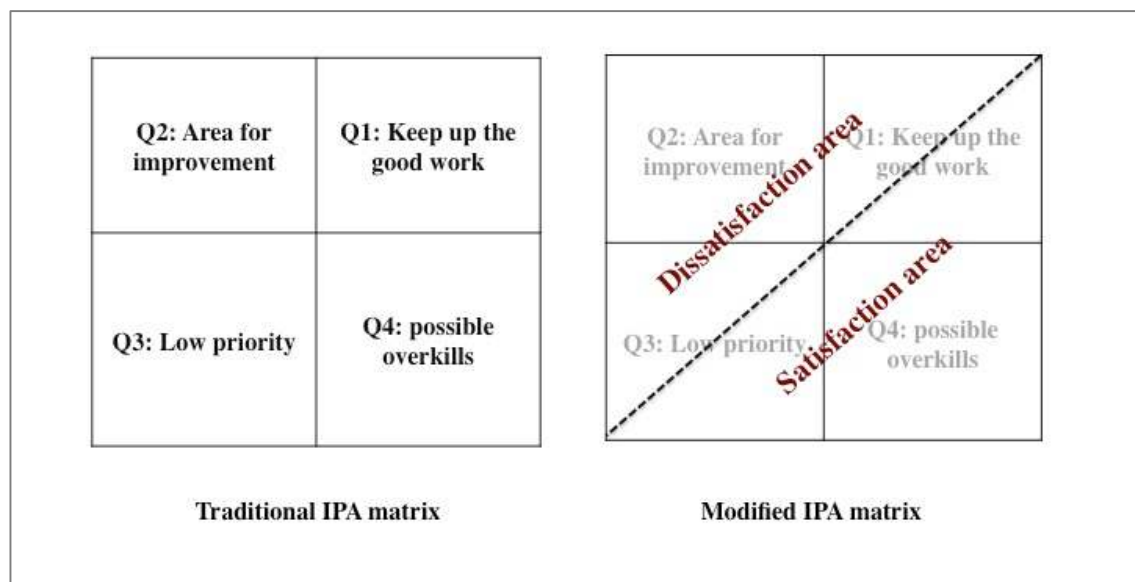 Q2: Area for
improvement
Q1: Keep up the
good work
Q3: Low priority
Q4: possible
overkills
Traditional IPA matrix
Q2: Area for
improvement
Q1: Keep up the
good work
Dissatisfaction area
Q3: Low priority
Q4: possible
overkills
Satisfaction area
Modified IPA matrix